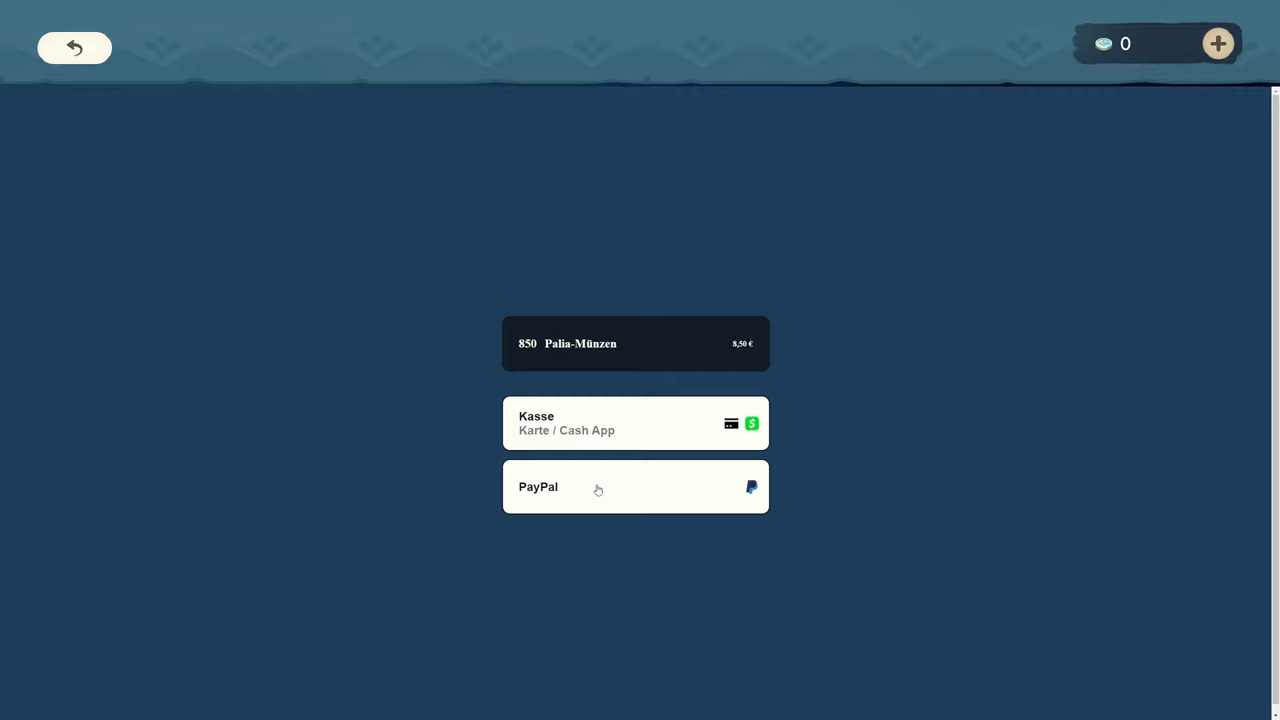 0
850 Palia-Münzen 8,50 €
Kasse
Karte / Cash App
PayPal